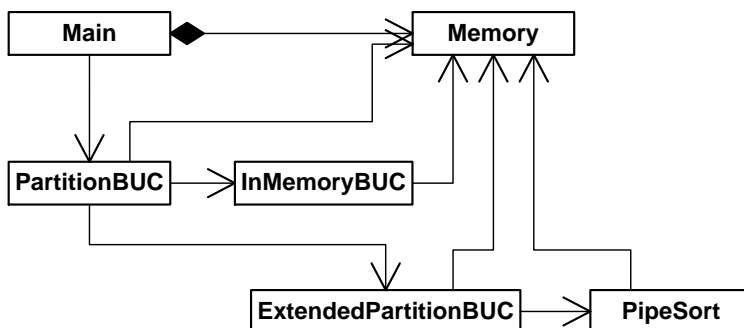 Main
Memory
PartitionBUC
InMemoryBUC
ExtendedPartitionBUC
PipeSort